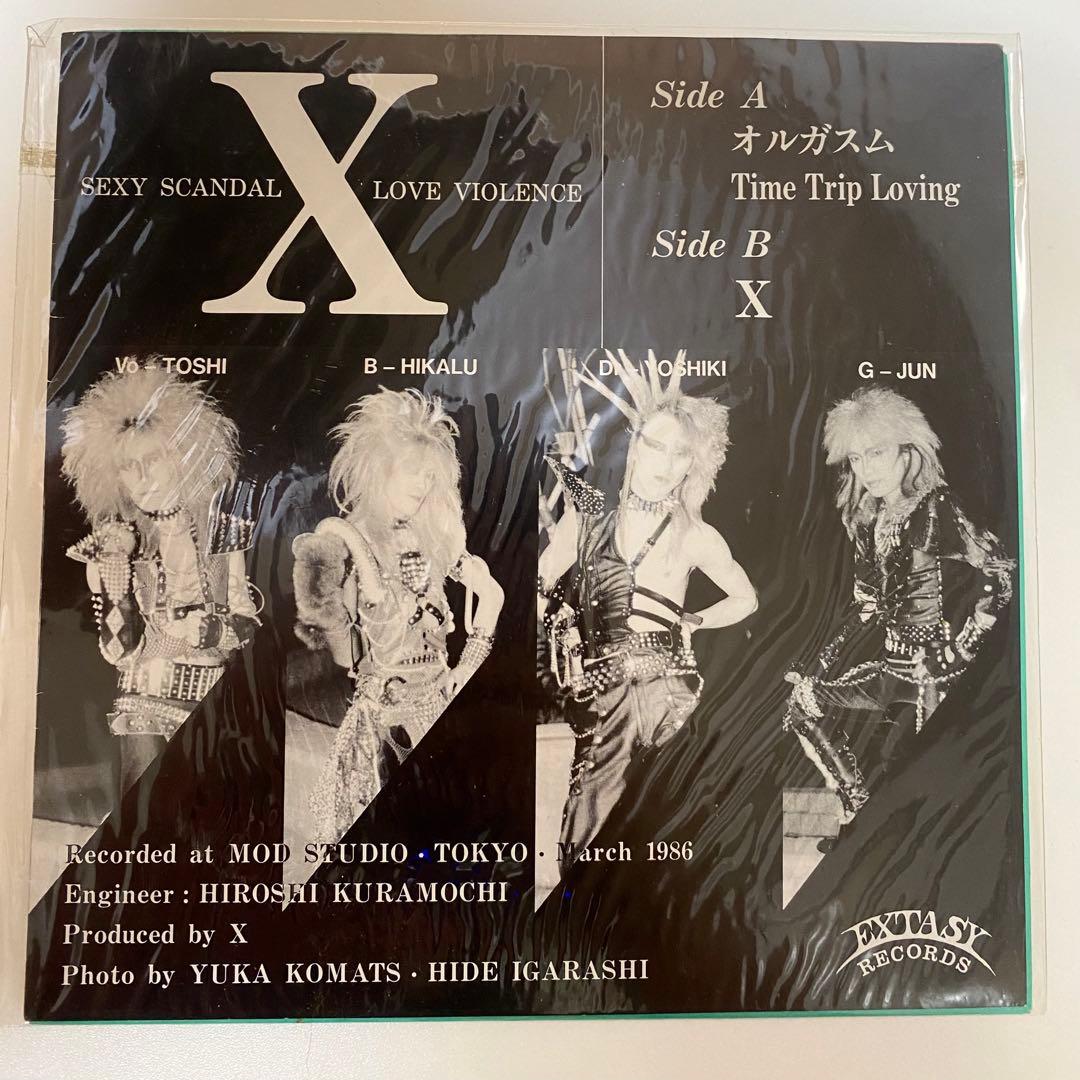 X
SEXY SCANDAL LOVE VIOLENCE
Side A
オルガスム
Time Trip Loving
Side B
X
Vo – TOSHI
B – HIKALU
Dr – YOSHIKI
G – JUN
Recorded at MOD STUDIO · TOKYO · March 1986
Engineer : HIROSHI KURAMOCHI
Produced by X
Photo by YUKA KOMATS · HIDE IGARASHI
EXTASY
RECORDS